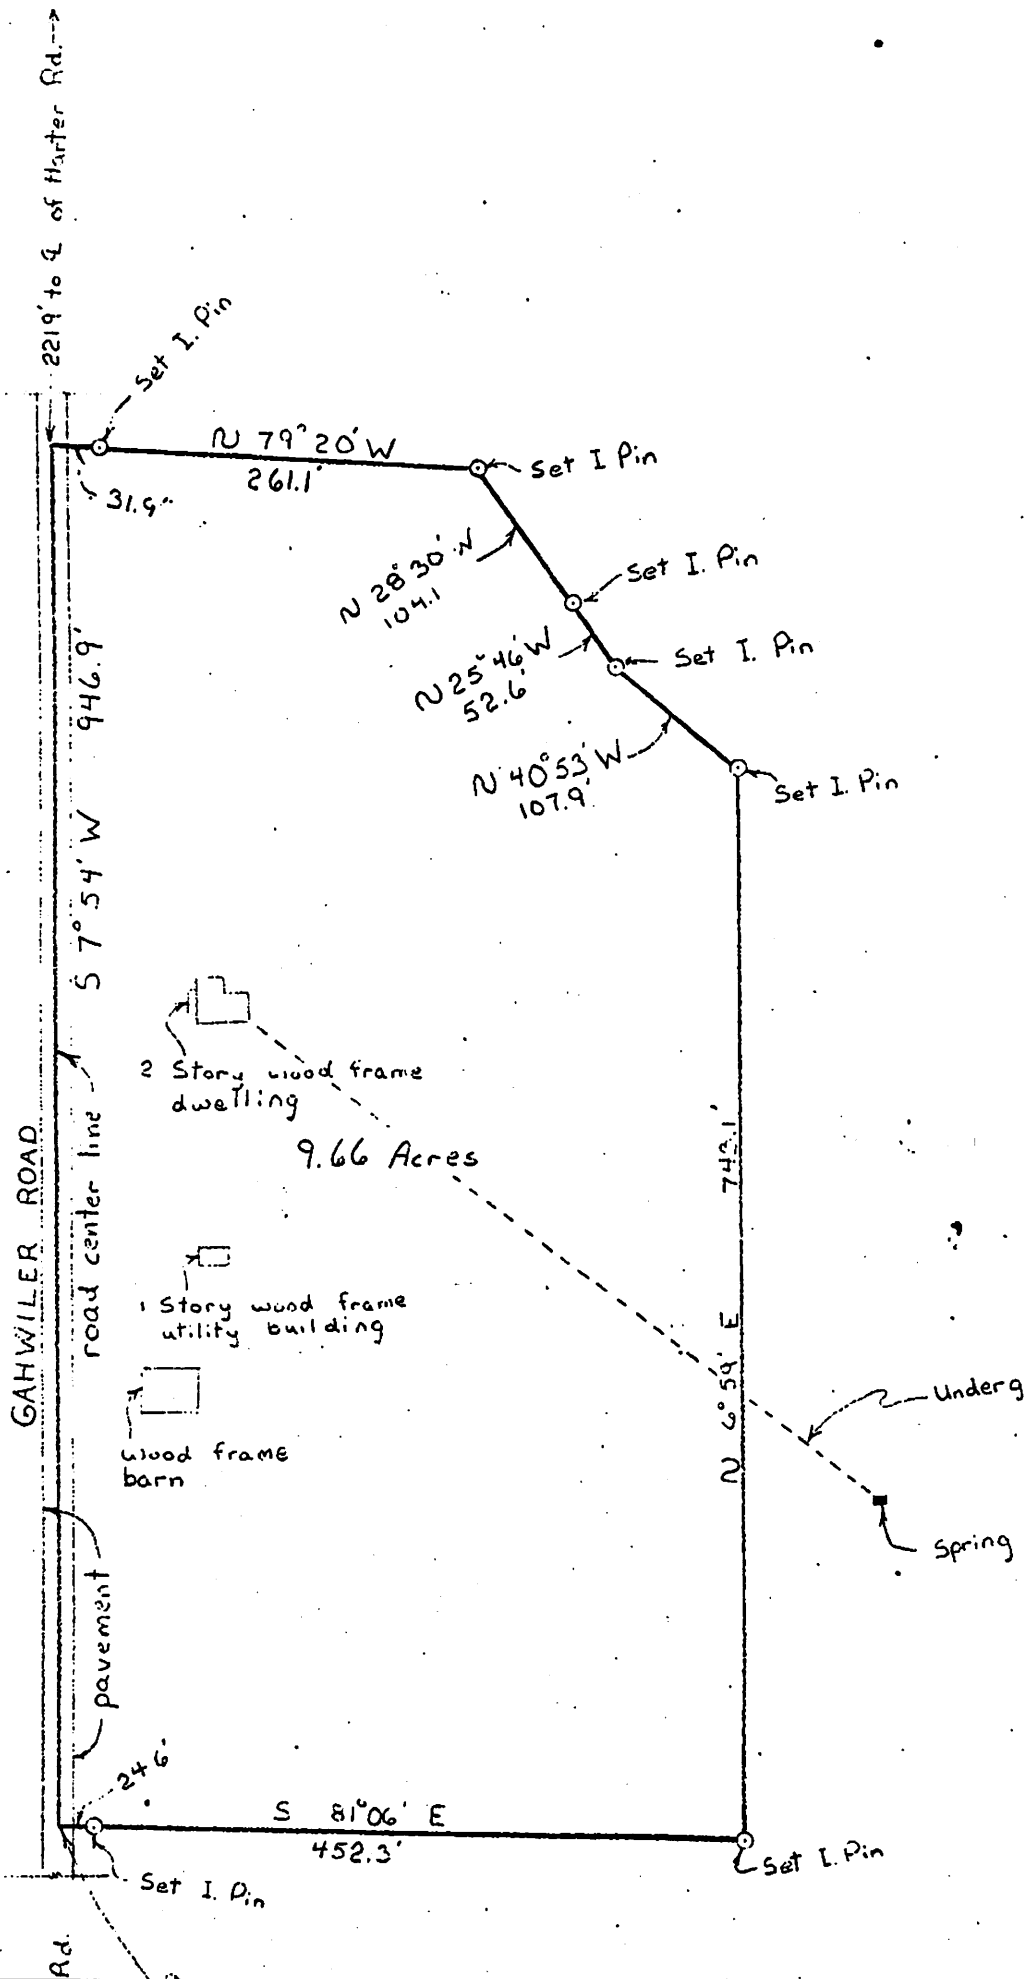 2219' to ℄ of Harter Rd.
Set I. Pin
N 79° 20' W
261.1'
Set I Pin
31.9'
N 28° 30' W
104.1
Set I. Pin
N 25° 46' W
52.6'
Set I. Pin
N 40° 53' W
107.9'
Set I. Pin
S 7° 54' W 946.9'
2 Story wood frame
dwelling
9.66 Acres
743.1'
N 6° 59' E
GAHWILER ROAD
road center line
1 Story wood frame
utility building
wood frame
barn
Underg
Spring
pavement
24.6'
S 81° 06' E
452.3'
Set I. Pin
Set I. Pin
Rd.